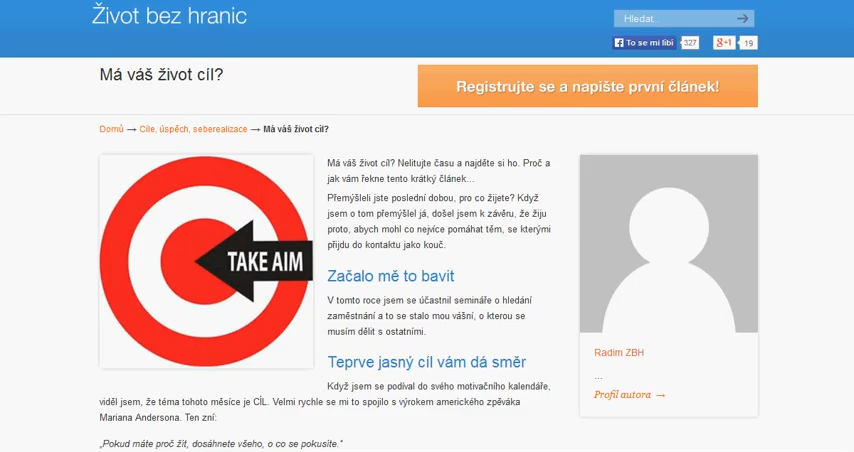 Život bez hranic
Hledat..
To se mi líbí 327
g+1 19
Má váš život cíl?
Registrujte se a napište první článek!
Domů → Cíle, úspěch, seberealizace → Má váš život cíl?
TAKE AIM
Má váš život cíl? Nelitujte času a najděte si ho. Proč a
jak vám řekne tento krátký článek...
Přemýšleli jste poslední dobou, pro co žijete? Když
jsem o tom přemýšlel já, došel jsem k závěru, že žiju
proto, abych mohl co nejvíce pomáhat těm, se kterými
přijdu do kontaktu jako kouč.
Začalo mě to bavit
V tomto roce jsem se účastnil semináře o hledání
zaměstnání a to se stalo mou vášní, o kterou se
musím dělit s ostatními.
Teprve jasný cíl vám dá směr
Když jsem se podíval do svého motivačního kalendáře,
viděl jsem, že téma tohoto měsíce je CÍL. Velmi rychle se mi to spojilo s výrokem amerického zpěváka
Mariana Andersona. Ten zní:
„Pokud máte proč žít, dosáhnete všeho, o co se pokusíte."
Radim ZBH
...
Profil autora →